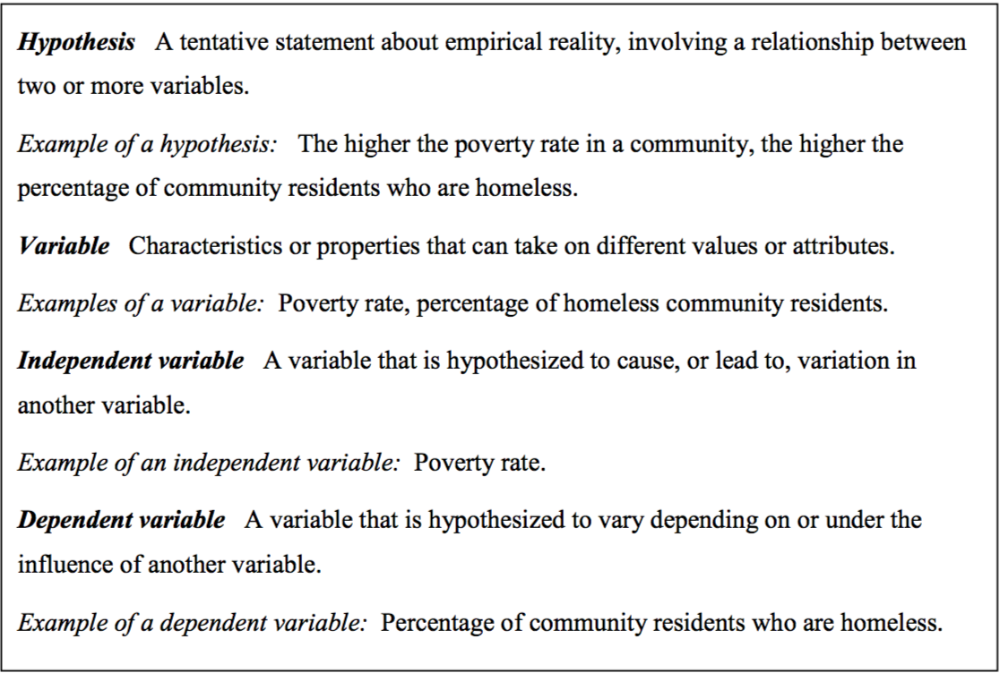 Hypothesis A tentative statement about empirical reality, involving a relationship between
two or more variables.
Example of a hypothesis: The higher the poverty rate in a community, the higher the
percentage of community residents who are homeless.
Variable Characteristics or properties that can take on different values or attributes.
Examples of a variable: Poverty rate, percentage of homeless community residents.
Independent variable A variable that is hypothesized to cause, or lead to, variation in
another variable.
Example of an independent variable: Poverty rate.
Dependent variable A variable that is hypothesized to vary depending on or under the
influence of another variable.
Example of a dependent variable: Percentage of community residents who are homeless.